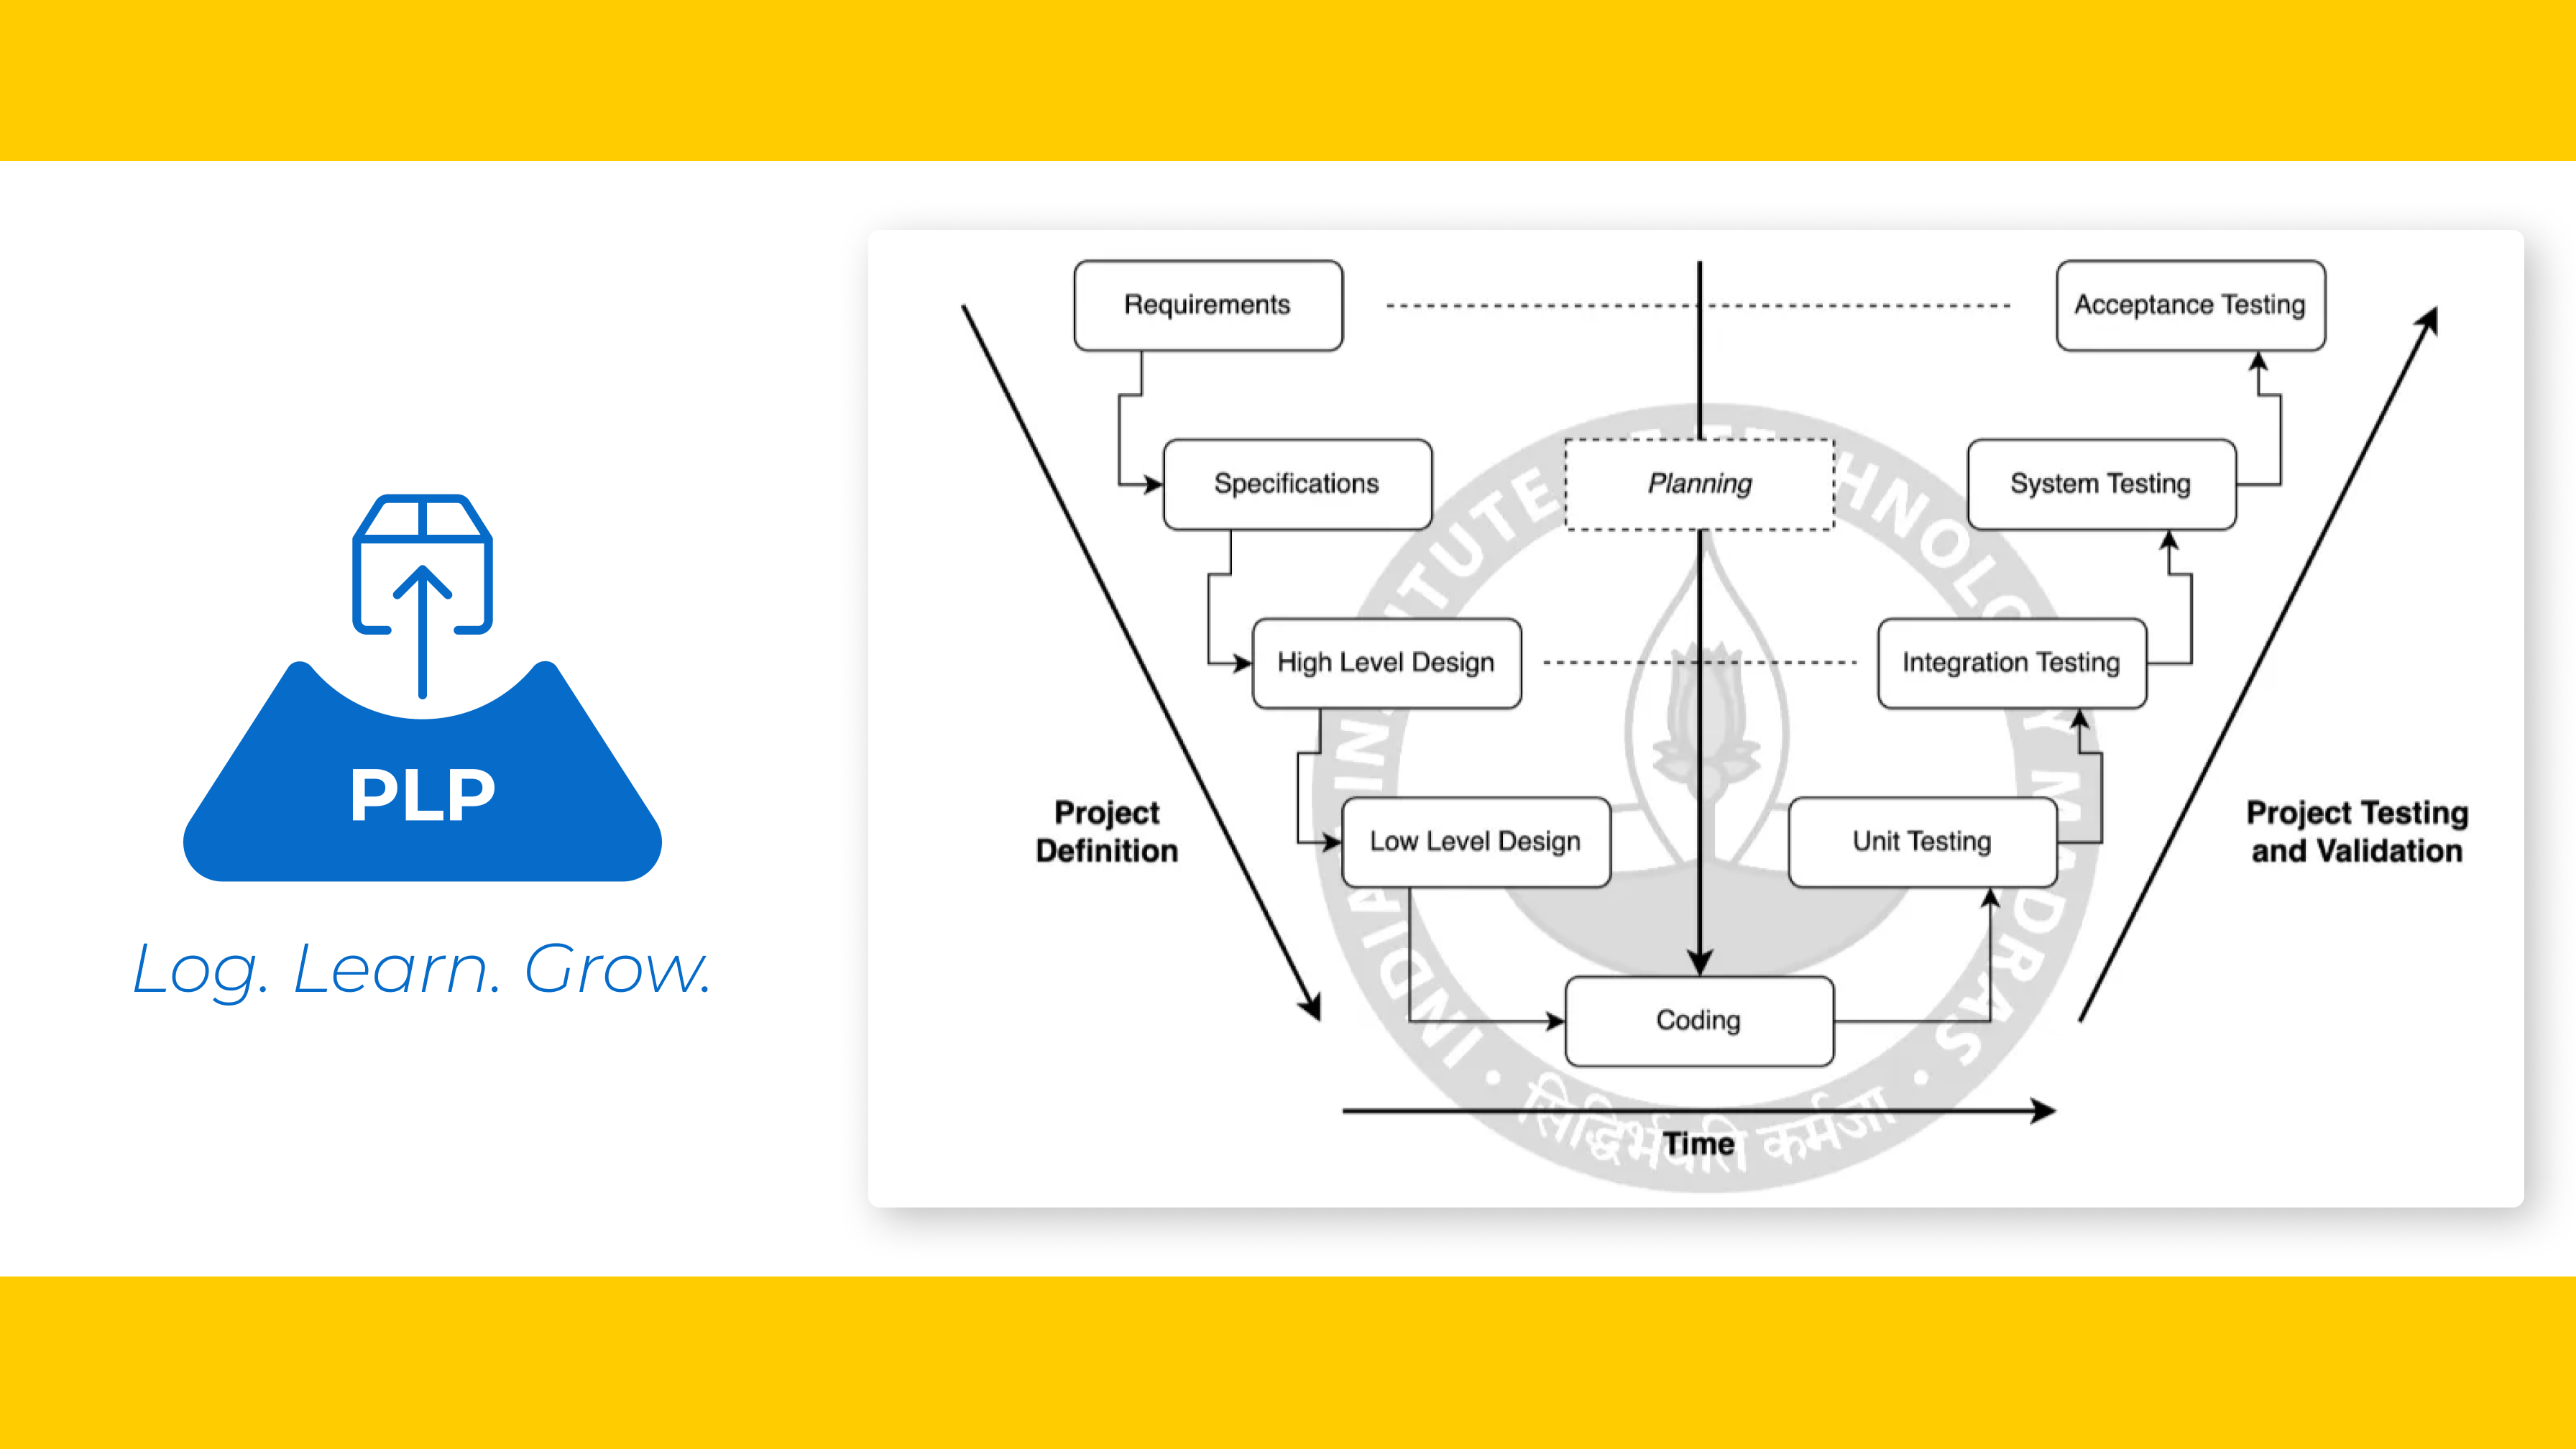 PLP
Log. Learn. Grow.
Requirements
Acceptance Testing
Specifications
Planning
System Testing
High Level Design
Integration Testing
Project
Definition
Low Level Design
Unit Testing
Project Testing
and Validation
Coding
Time
INDIAN INSTITUTE TECHNOLOGY MADRAS
सिद्धिर्भवति कर्मजा